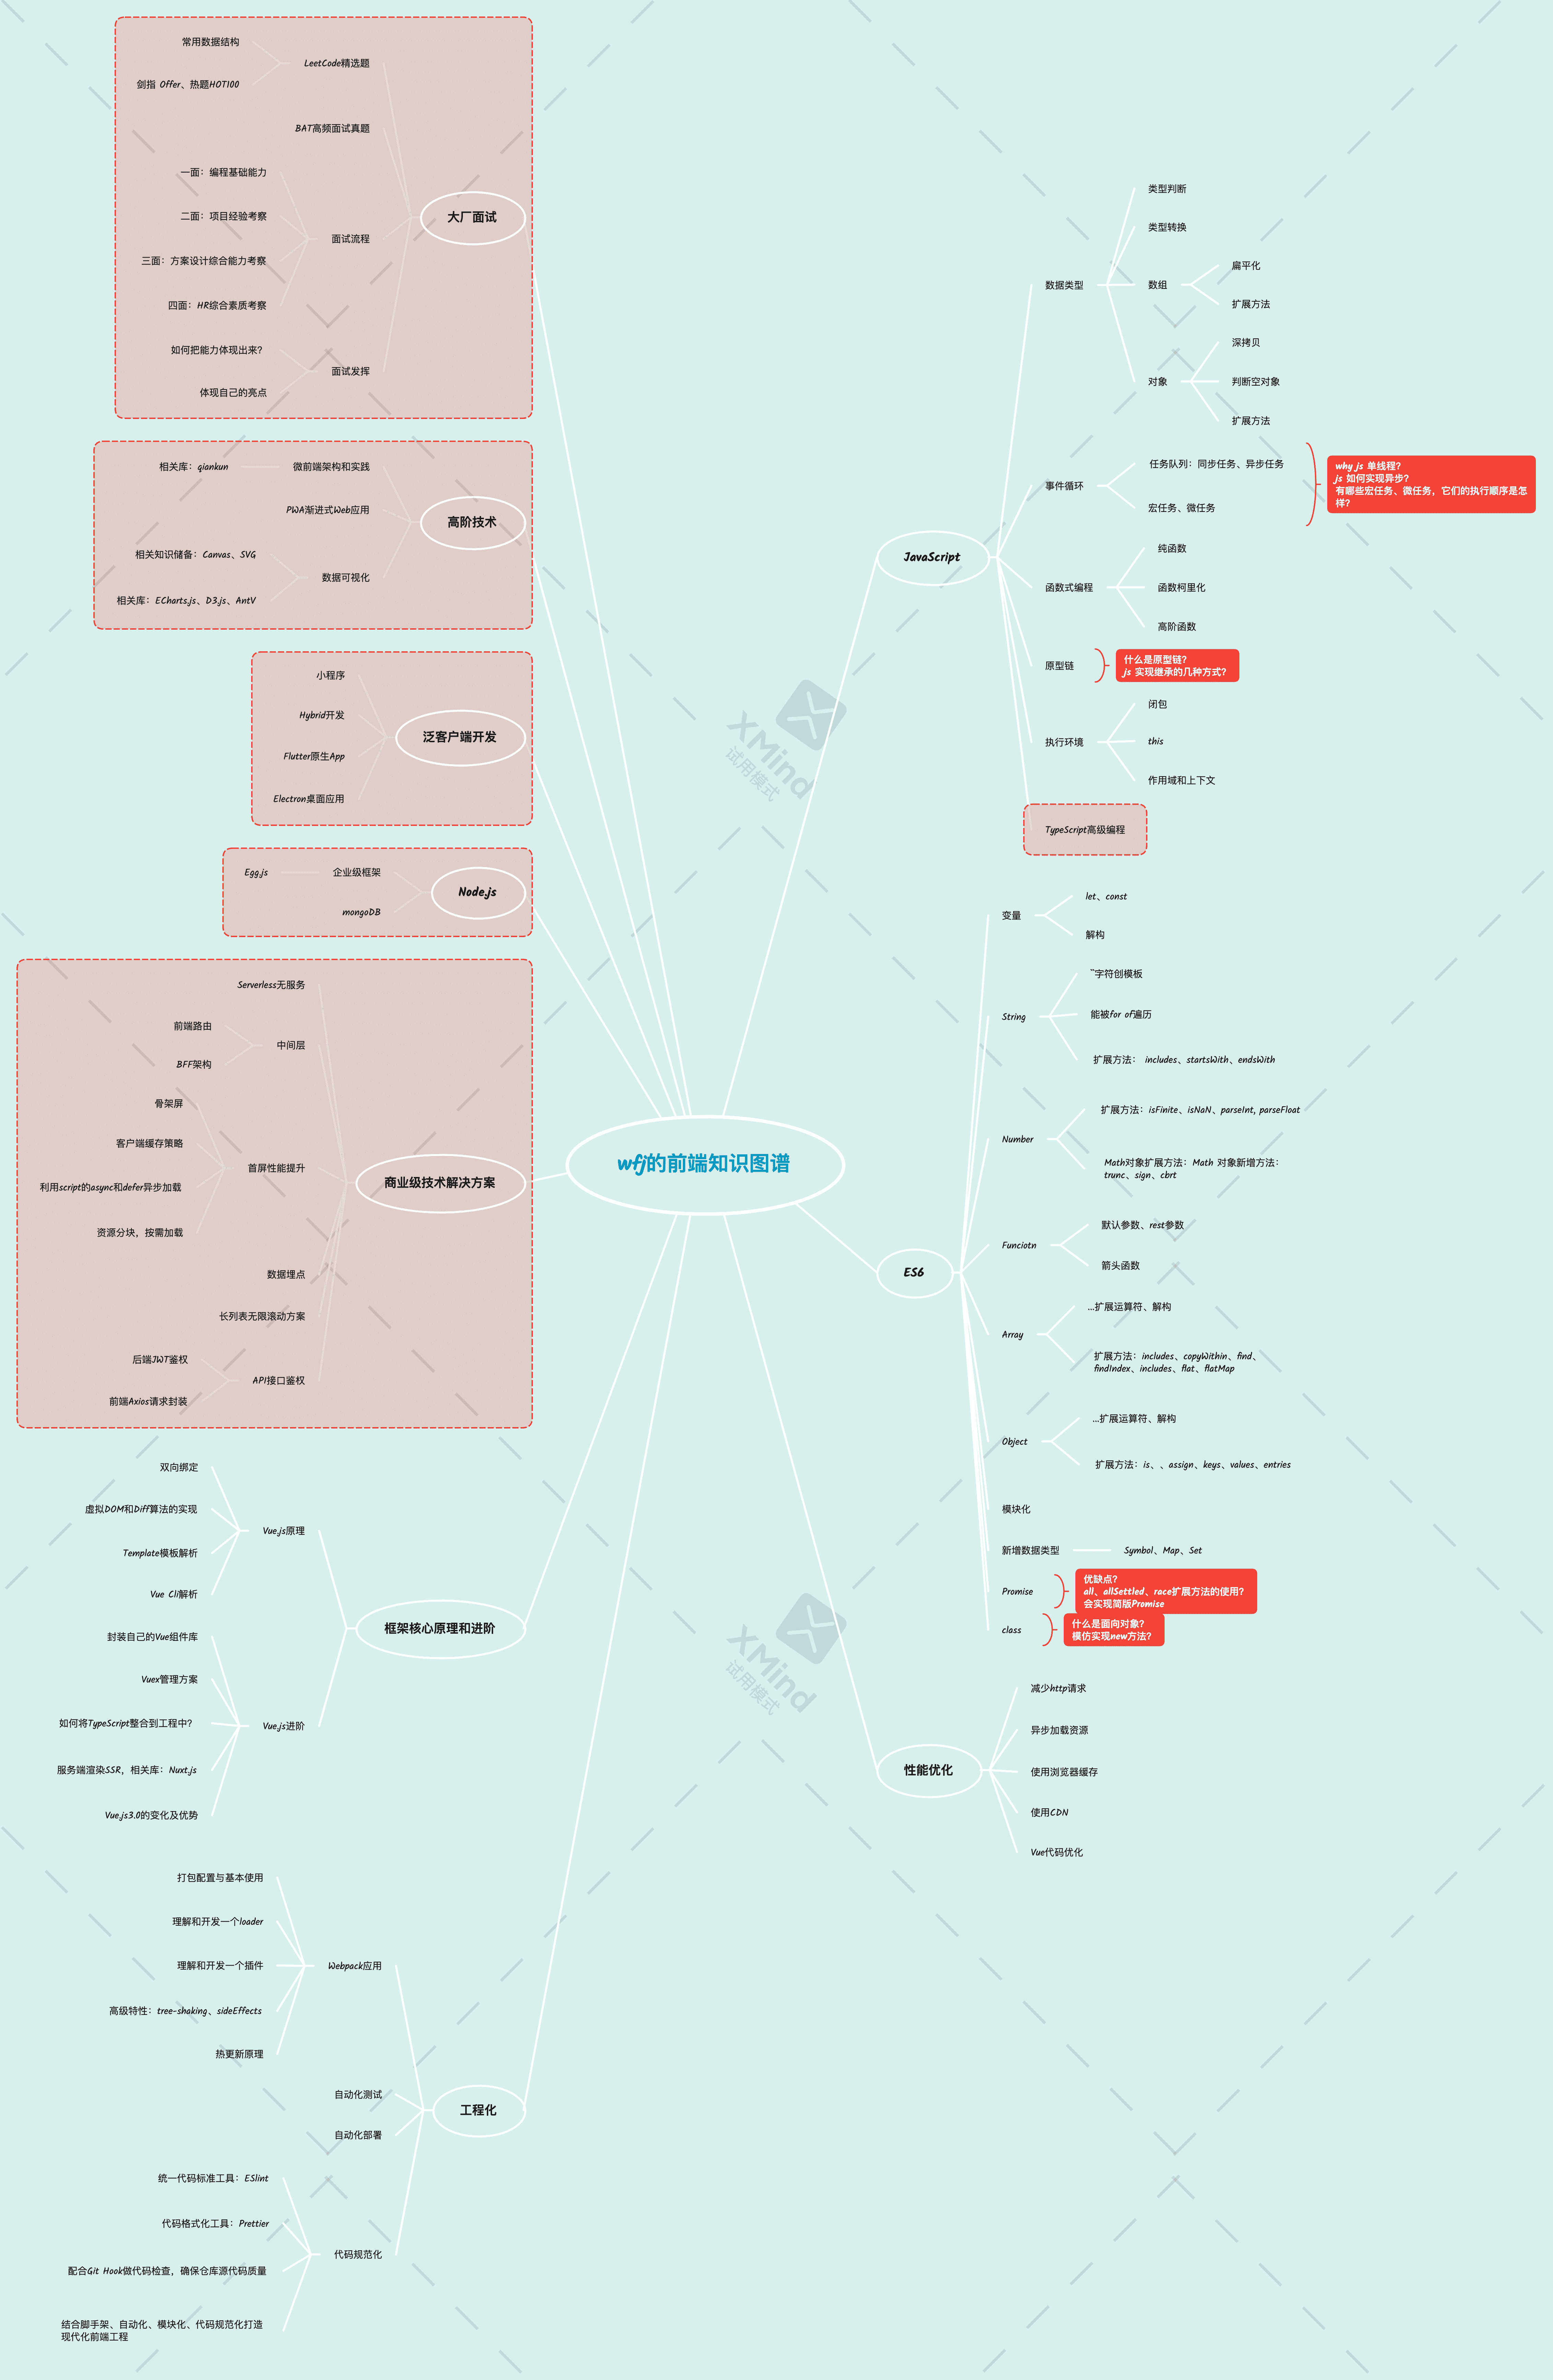 wfj的前端知识图谱
JavaScript
数据类型
类型判断
类型转换
数组
扁平化
扩展方法
对象
深拷贝
判断空对象
扩展方法
事件循环
任务队列：同步任务、异步任务
宏任务、微任务
why js 单线程？
js 如何实现异步？
有哪些宏任务、微任务，它们的执行顺序是怎
样？
函数式编程
纯函数
函数柯里化
高阶函数
原型链
什么是原型链？
js 实现继承的几种方式？
执行环境
闭包
this
作用域和上下文
TypeScript高级编程
ES6
变量
let、const
解构
String
``字符创模板
能被for of遍历
扩展方法： includes、startsWith、endsWith
Number
扩展方法：isFinite、isNaN、parseInt, parseFloat
Math对象扩展方法：Math 对象新增方法：
trunc、sign、cbrt
Funciotn
默认参数、rest参数
箭头函数
Array
...扩展运算符、解构
扩展方法：includes、copyWithin、find、
findIndex、includes、flat、flatMap
Object
...扩展运算符、解构
扩展方法：is、、assign、keys、values、entries
模块化
新增数据类型
Symbol、Map、Set
Promise
优缺点？
all、allSettled、race扩展方法的使用？
会实现简版Promise
class
什么是面向对象？
模仿实现new方法？
性能优化
减少http请求
异步加载资源
使用浏览器缓存
使用CDN
Vue代码优化
大厂面试
LeetCode精选题
常用数据结构
剑指 Offer、热题HOT100
BAT高频面试真题
面试流程
一面：编程基础能力
二面：项目经验考察
三面：方案设计综合能力考察
四面：HR综合素质考察
面试发挥
如何把能力体现出来？
体现自己的亮点
高阶技术
微前端架构和实践
相关库：qiankun
PWA渐进式Web应用
数据可视化
相关知识储备：Canvas、SVG
相关库：ECharts.js、D3.js、AntV
泛客户端开发
小程序
Hybrid开发
Flutter原生App
Electron桌面应用
Node.js
企业级框架
Egg.js
mongoDB
商业级技术解决方案
Serverless无服务
中间层
前端路由
BFF架构
首屏性能提升
骨架屏
客户端缓存策略
利用script的async和defer异步加载
资源分块，按需加载
数据埋点
长列表无限滚动方案
API接口鉴权
后端JWT鉴权
前端Axios请求封装
框架核心原理和进阶
Vue.js原理
双向绑定
虚拟DOM和Diff算法的实现
Template模板解析
Vue Cli解析
Vue.js进阶
封装自己的Vue组件库
Vuex管理方案
如何将TypeScript整合到工程中？
服务端渲染SSR，相关库：Nuxt.js
Vue.js3.0的变化及优势
工程化
Webpack应用
打包配置与基本使用
理解和开发一个loader
理解和开发一个插件
高级特性：tree-shaking、sideEffects
热更新原理
自动化测试
自动化部署
代码规范化
统一代码标准工具：ESlint
代码格式化工具：Prettier
配合Git Hook做代码检查，确保仓库源代码质量
结合脚手架、自动化、模块化、代码规范化打造
现代化前端工程
XMind
试用模式
XMind
试用模式